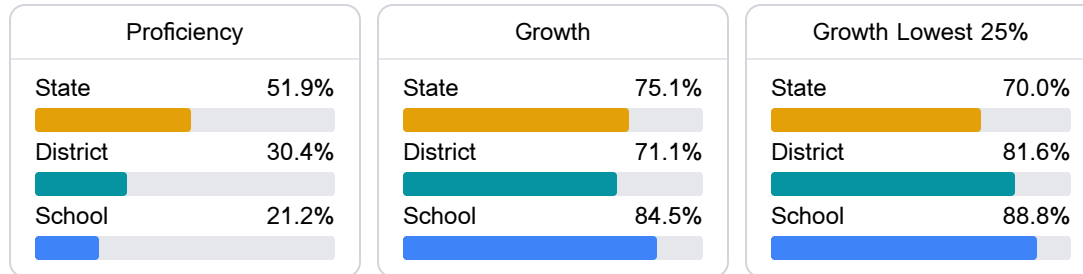 Proficiency
State 51.9%
District 30.4%
School 21.2%
Growth
State 75.1%
District 71.1%
School 84.5%
Growth Lowest 25%
State 70.0%
District 81.6%
School 88.8%